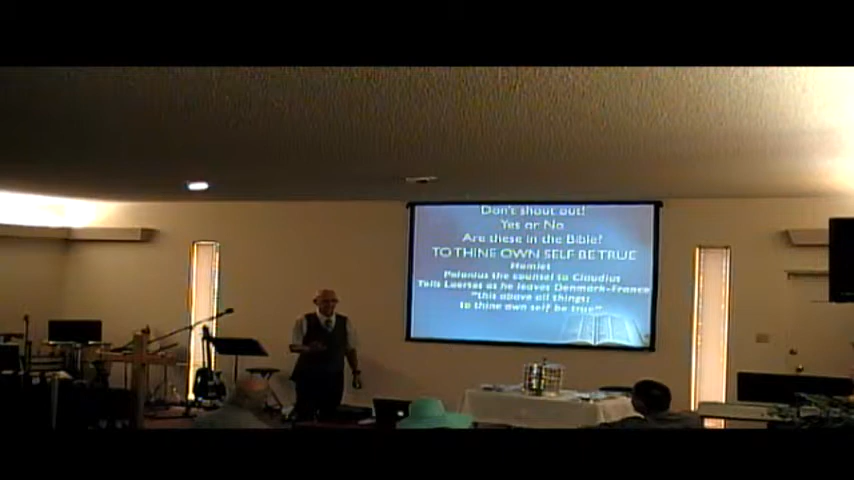 Don't shout out!
Yes or No
Are these in the Bible?
TO THINE OWN SELF BE TRUE
Hamlet
Polonius the counsel to Claudius
Tells Laertes as he leaves Denmark-France
"this above all things:
to thine own self be true"